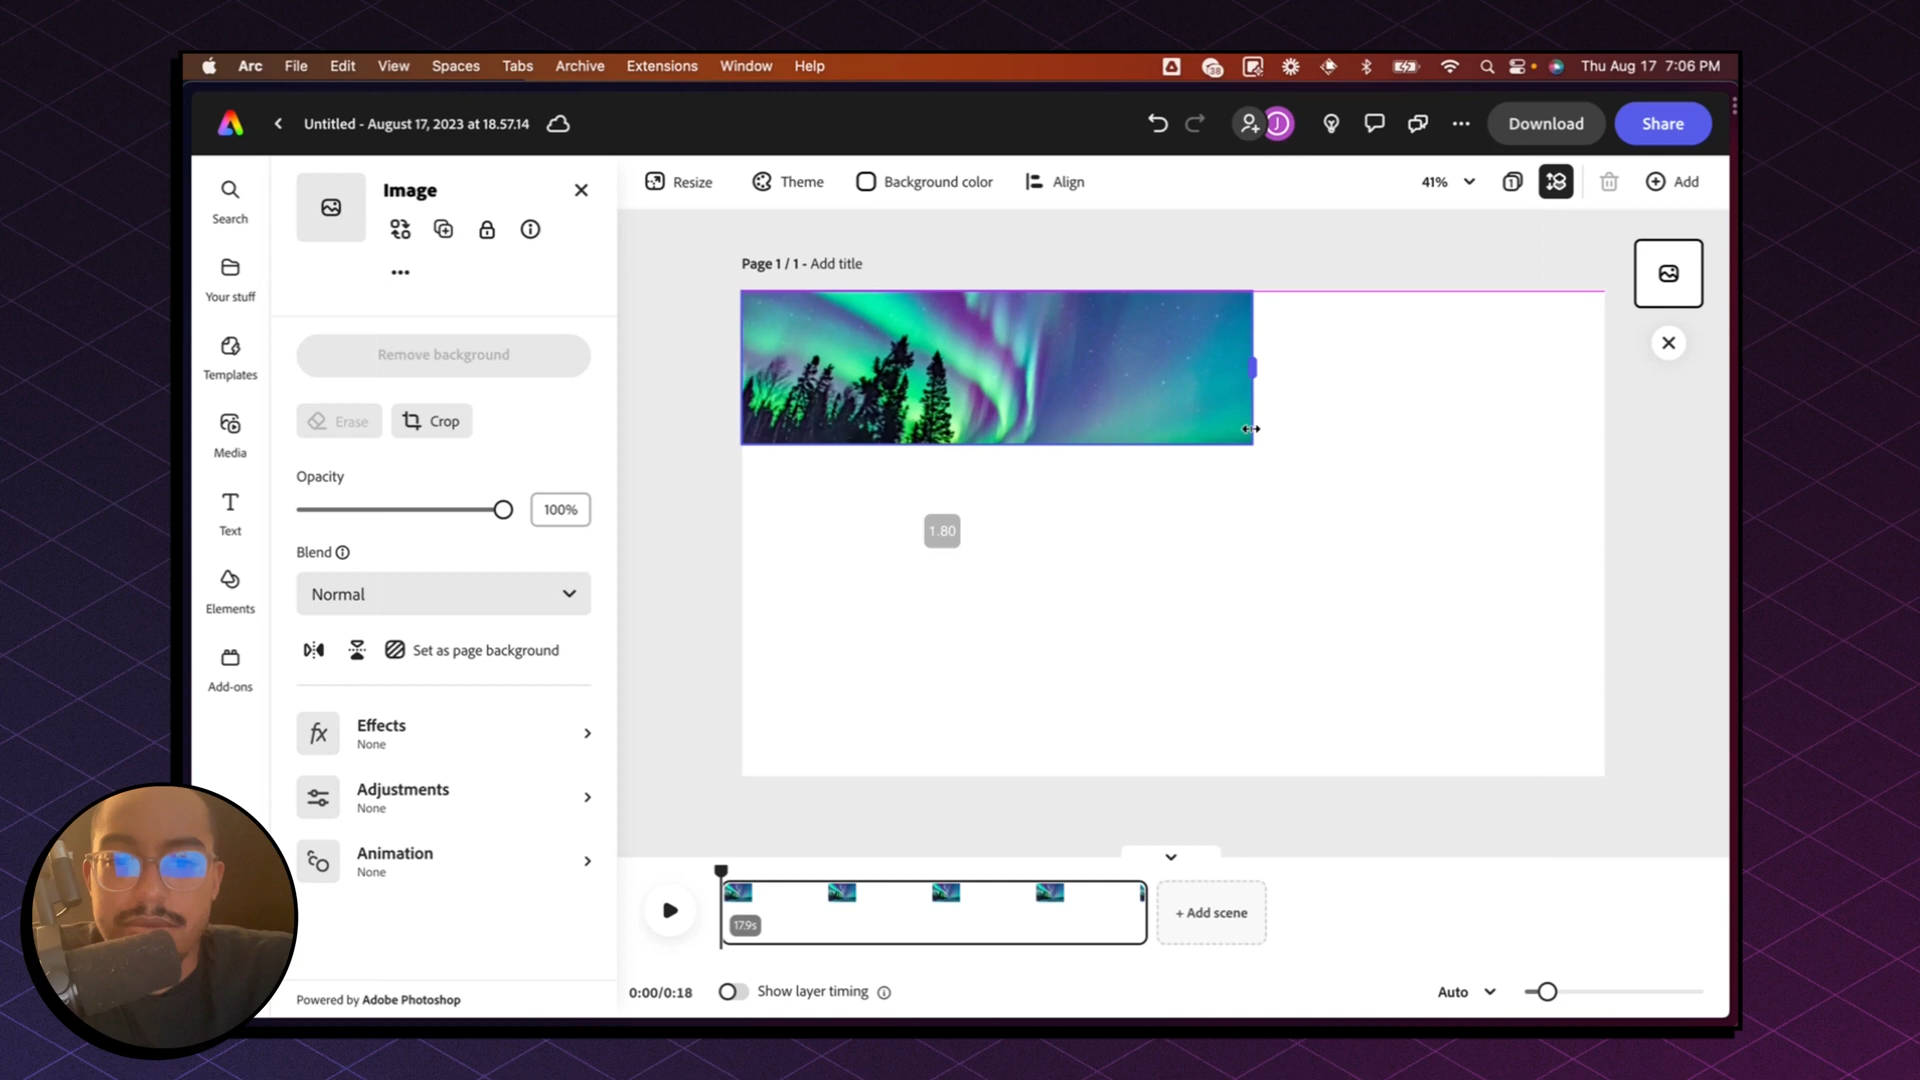 Arc File Edit View Spaces Tabs Archive Extensions Window Help
38
Thu Aug 17 7:06 PM
Untitled - August 17, 2023 at 18.57.14
J
Download
Share
Search
Your stuff
Templates
Media
Text
Elements
Add-ons
Image
Remove background
Erase
Crop
Opacity
100%
Blend
Normal
Set as page background
Effects
None
Adjustments
None
Animation
None
Powered by Adobe Photoshop
Resize
Theme
Background color
Align
41%
1
Add
Page 1 / 1 - Add title
1.80
17.9s
+ Add scene
0:00/0:18
Show layer timing
Auto